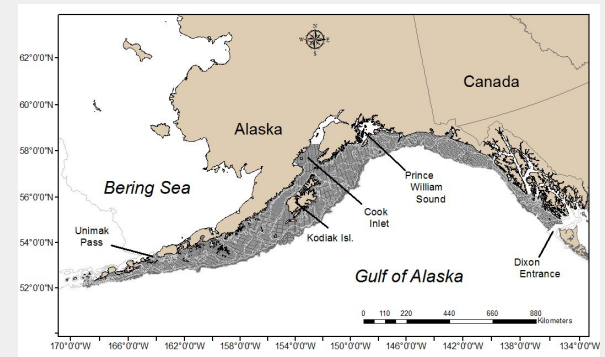 62°0'0"N
60°0'0"N
58°0'0"N
56°0'0"N
54°0'0"N
52°0'0"N
N
W
E
S
Canada
Alaska
Bering Sea
Prince
William
Sound
Cook
Inlet
Kodiak Isl.
Unimak
Pass
Dixon
Entrance
Gulf of Alaska
0 110 220 440 660 880
Kilometers
170°0'0"W 166°0'0"W 162°0'0"W 158°0'0"W 154°0'0"W 150°0'0"W 146°0'0"W 142°0'0"W 138°0'0"W 134°0'0"W